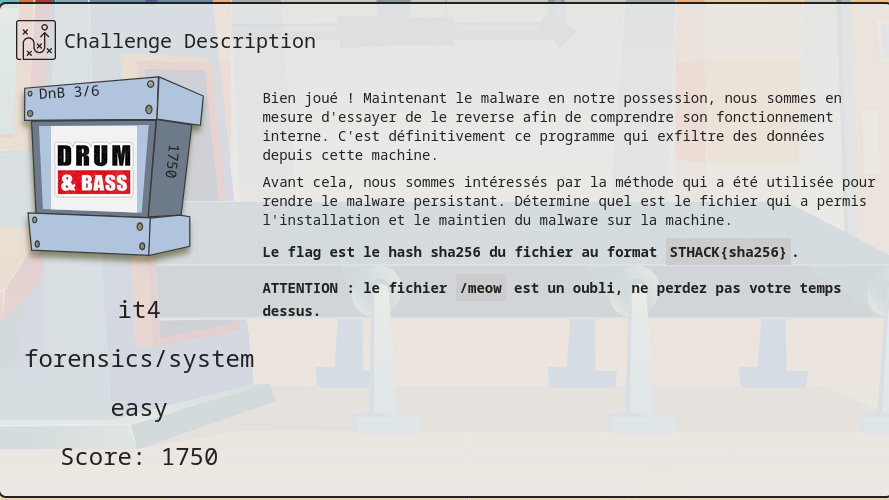 Challenge Description
DnB 3/6
DRUM
& BASS
1750
it4
forensics/system
easy
Score: 1750
Bien joué ! Maintenant le malware en notre possession, nous sommes en
mesure d'essayer de le reverse afin de comprendre son fonctionnement
interne. C'est définitivement ce programme qui exfiltre des données
depuis cette machine.
Avant cela, nous sommes intéressés par la méthode qui a été utilisée pour
rendre le malware persistant. Détermine quel est le fichier qui a permis
l'installation et le maintien du malware sur la machine.
Le flag est le hash sha256 du fichier au format STHACK{sha256}.
ATTENTION : le fichier /meow est un oubli, ne perdez pas votre temps
dessus.